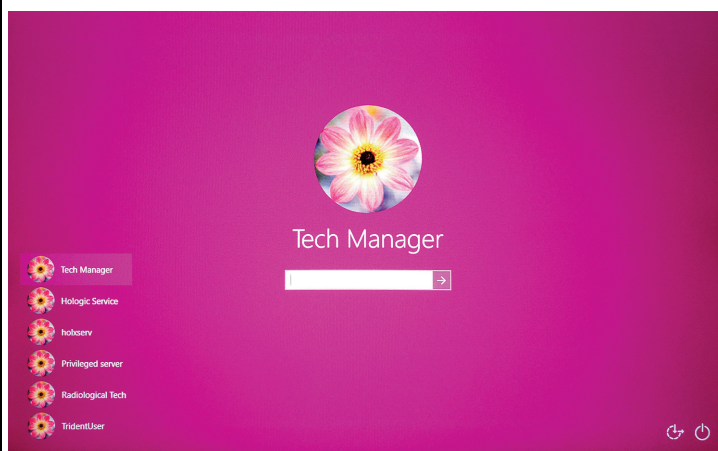 Tech Manager
Tech Manager
Hologic Service
holxserv
Privileged server
Radiological Tech
TridentUser